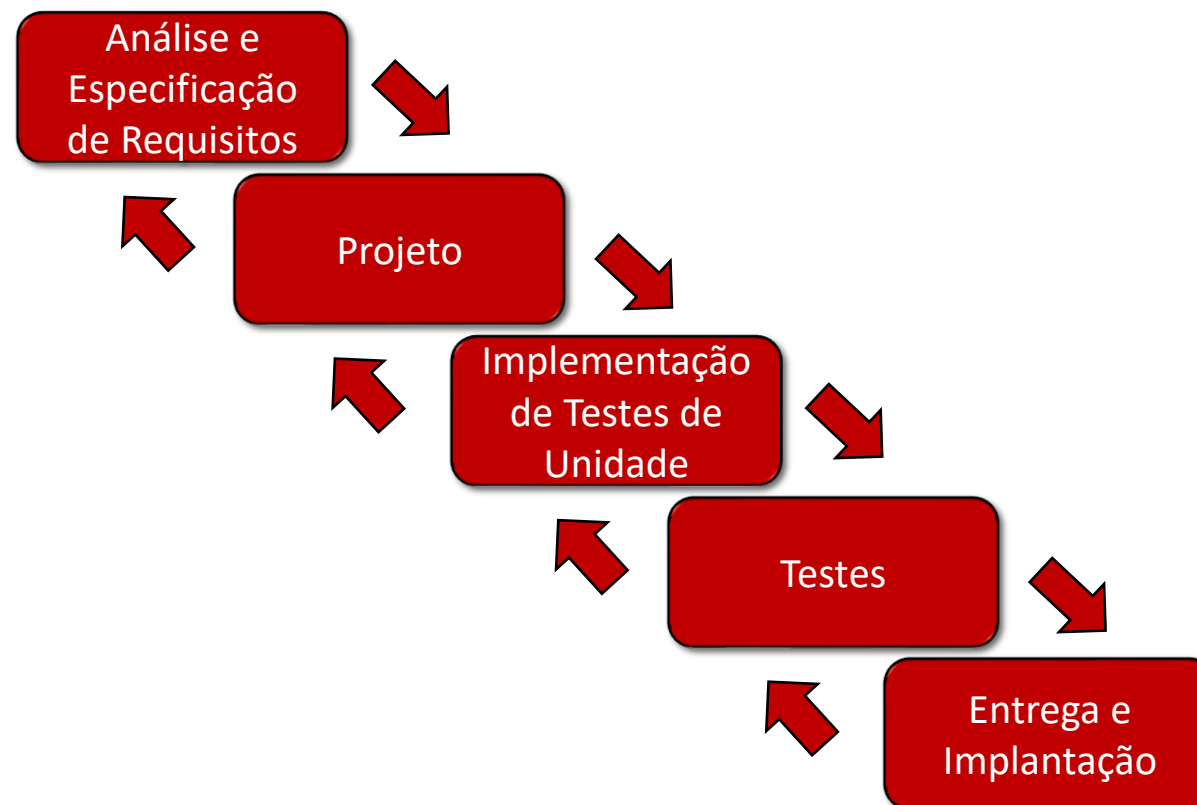 Análise e
Especificação
de Requisitos
Projeto
Implementação
de Testes de
Unidade
Testes
Entrega e
Implantação